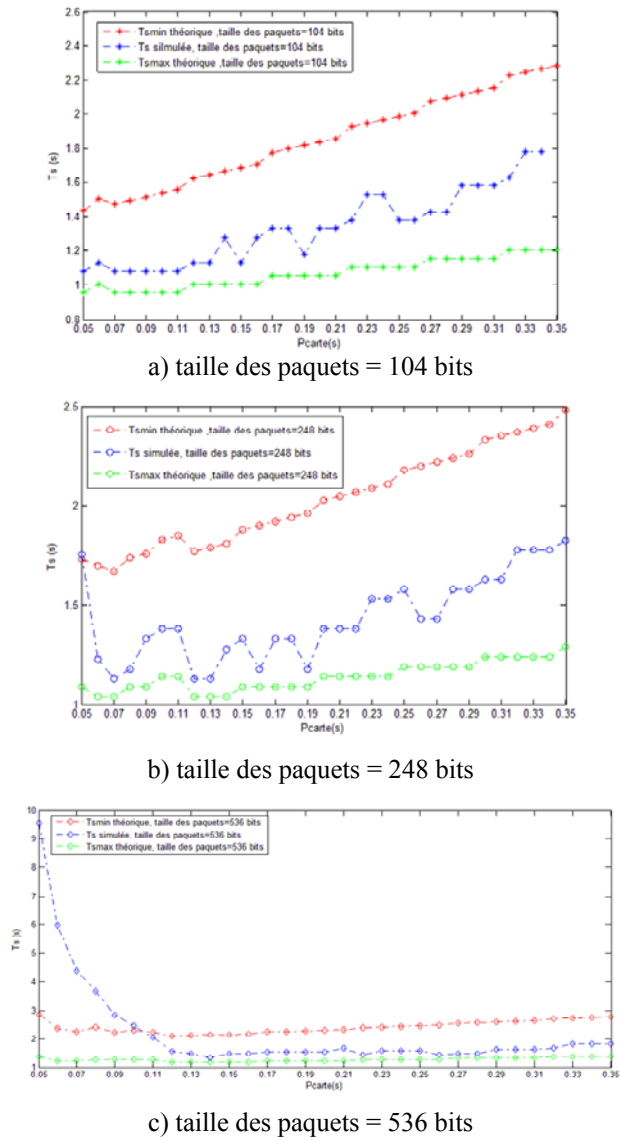 2.6
2.4
2.2
2
1.8
1.6
1.4
1.2
1
0.8
Ts (s)
Tsmin théorique ,taille des paquets=104 bits
Ts silmulée, taille des paquets=104 bits
Tsmax théorique ,taille des paquets=104 bits
0.05 0.07 0.09 0.11 0.13 0.15 0.17 0.19 0.21 0.23 0.25 0.27 0.29 0.31 0.33 0.35
Pcarte(s)
a) taille des paquets = 104 bits
2.5
2
1.5
1
Ts (s)
Tsmin théorique ,taille des paquets=248 bits
Ts simulée, taille des paquets=248 bits
Tsmax théorique ,taille des paquets=248 bits
0.05 0.07 0.09 0.11 0.13 0.15 0.17 0.19 0.21 0.23 0.25 0.27 0.29 0.31 0.33 0.35
Pcarte(s)
b) taille des paquets = 248 bits
10
9
8
7
6
5
4
3
2
1
Ts (s)
Tsmin théorique, taille des paquets=536 bits
Ts simulée, taille des paquets=536 bits
Tsmax théorique, taille des paquets=536 bits
0.05 0.07 0.09 0.11 0.13 0.15 0.17 0.19 0.21 0.23 0.25 0.27 0.29 0.31 0.33 0.35
Pcarte(s)
c) taille des paquets = 536 bits